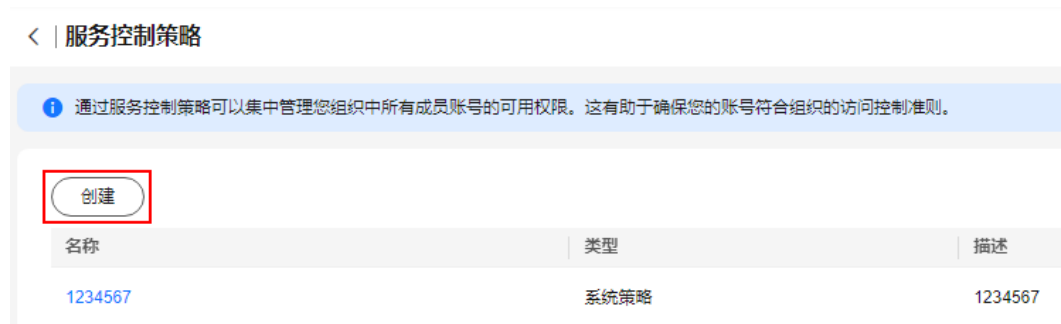 服务控制策略
通过服务控制策略可以集中管理您组织中所有成员账号的可用权限。这有助于确保您的账号符合组织的访问控制准则。
创建
名称 类型 描述
1234567 系统策略 1234567